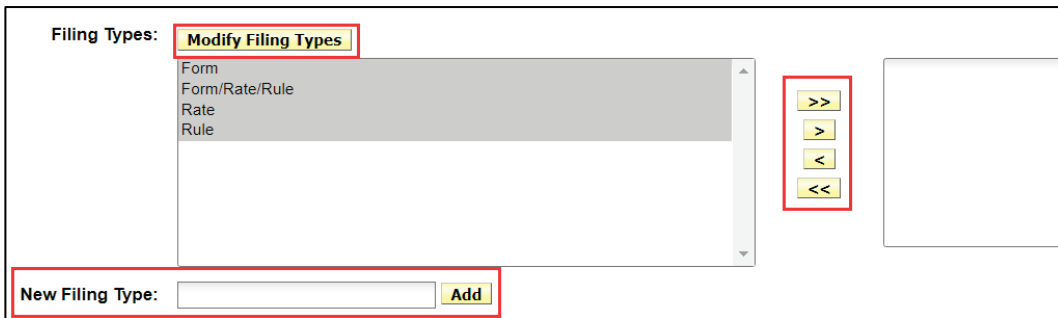 Filing Types: Modify Filing Types
Form
Form/Rate/Rule
Rate
Rule
>>
>
<
<<
New Filing Type: Add